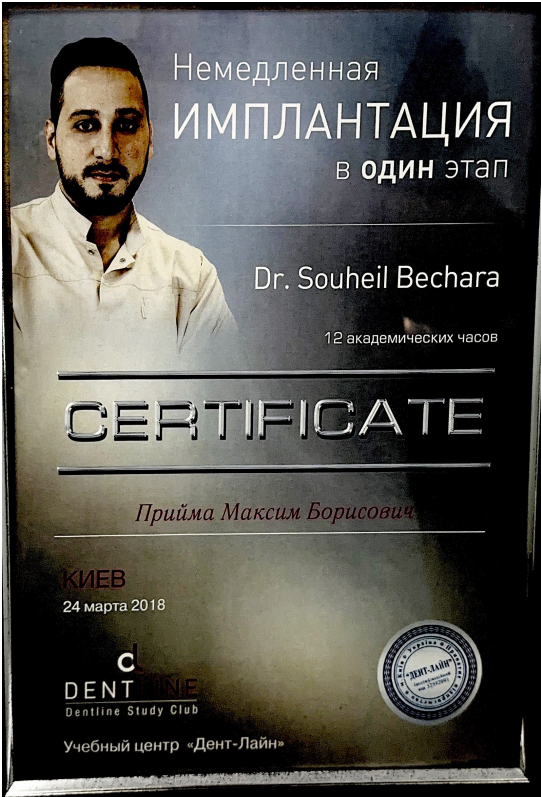 Немедленная
ИМПЛАНТАЦИЯ
в один этап
Dr. Souheil Bechara
12 академических часов
CERTIFICATE
Прийма Максим Борисович
КИЕВ
24 марта 2018
d
DENTLINE
Dentline Study Club
Учебный центр «Дент-Лайн»
"ДЕНТ-ЛАЙН"